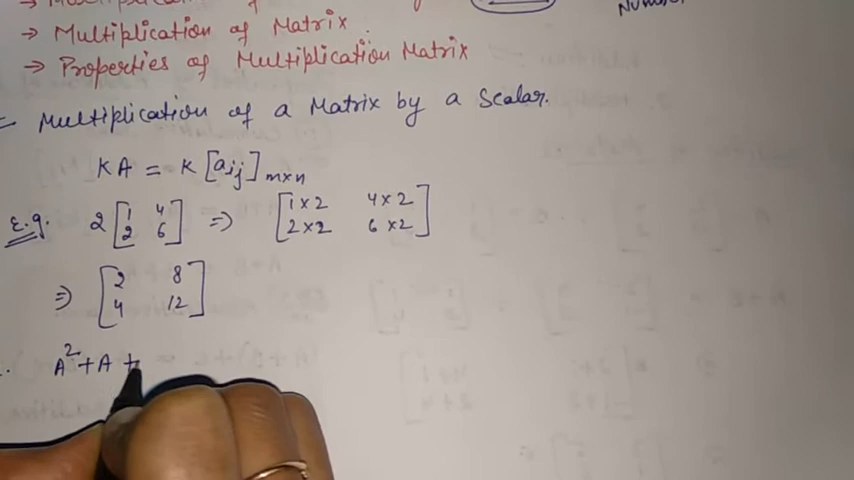 → Multiplication of Matrix.
→ Properties of Multiplication Matrix
Multiplication of a Matrix by a Scalar.
KA = K [aij] m×n
E.g. 2 [1 4 2 6] ⇒ [1×2 4×2 2×2 6×2]
⇒ [2 8 4 12]
A² + A +